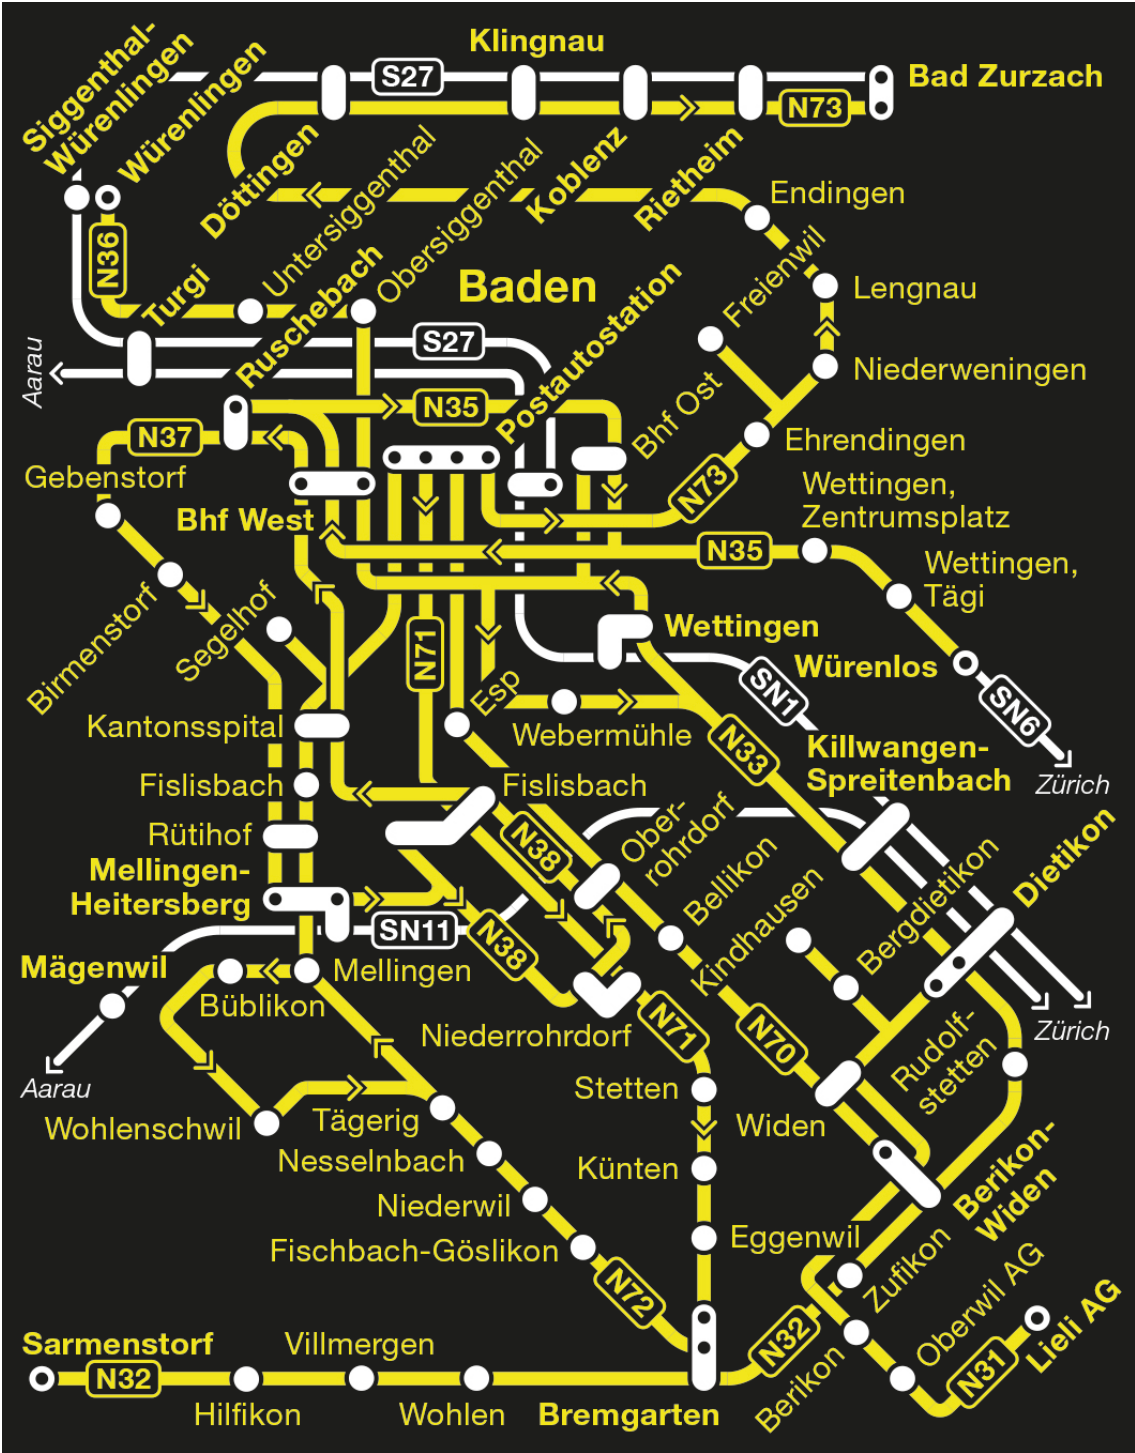 Klingnau
Siggenthal-
Würenlingen
Würenlingen
S27
Bad Zurzach
N73
Döttingen
Untersiggenthal
Obersiggenthal
Koblenz
Rietheim
Endingen
N36
Turgi
Ruschebach
Baden
Postautostation
Freienwil
Lengnau
Aarau
S27
Niederweningen
N37
N35
Bhf Ost
Ehrendingen
Gebenstorf
N73
Wettingen,
Zentrumsplatz
Bhf West
N35
Wettingen,
Tägi
Birmenstorf
Segelhof
N71
Wettingen
Würenlos
Esp
SN1
SN6
Kantonsspital
Webermühle
N33
Killwangen-
Spreitenbach
Zürich
Fislisbach
Fislisbach
Rütihof
N38
Ober-
rohrdorf
Bellikon
Kindhausen
Bergdietikon
Dietikon
Mellingen-
Heitersberg
SN11
N38
Mägenwil
Mellingen
Büblikon
Niederrohrdorf
N71
N70
Rudolf-
stetten
Zürich
Aarau
Stetten
Wohlenschwil
Tägerig
Widen
Nesselnbach
Künten
Berikon-
Widen
Niederwil
Fischbach-Göslikon
Eggenwil
Zufikon
Oberwil AG
N72
Lieli AG
Sarmenstorf
Villmergen
N32
N32
N31
Hilfikon
Wohlen
Bremgarten
Berikon